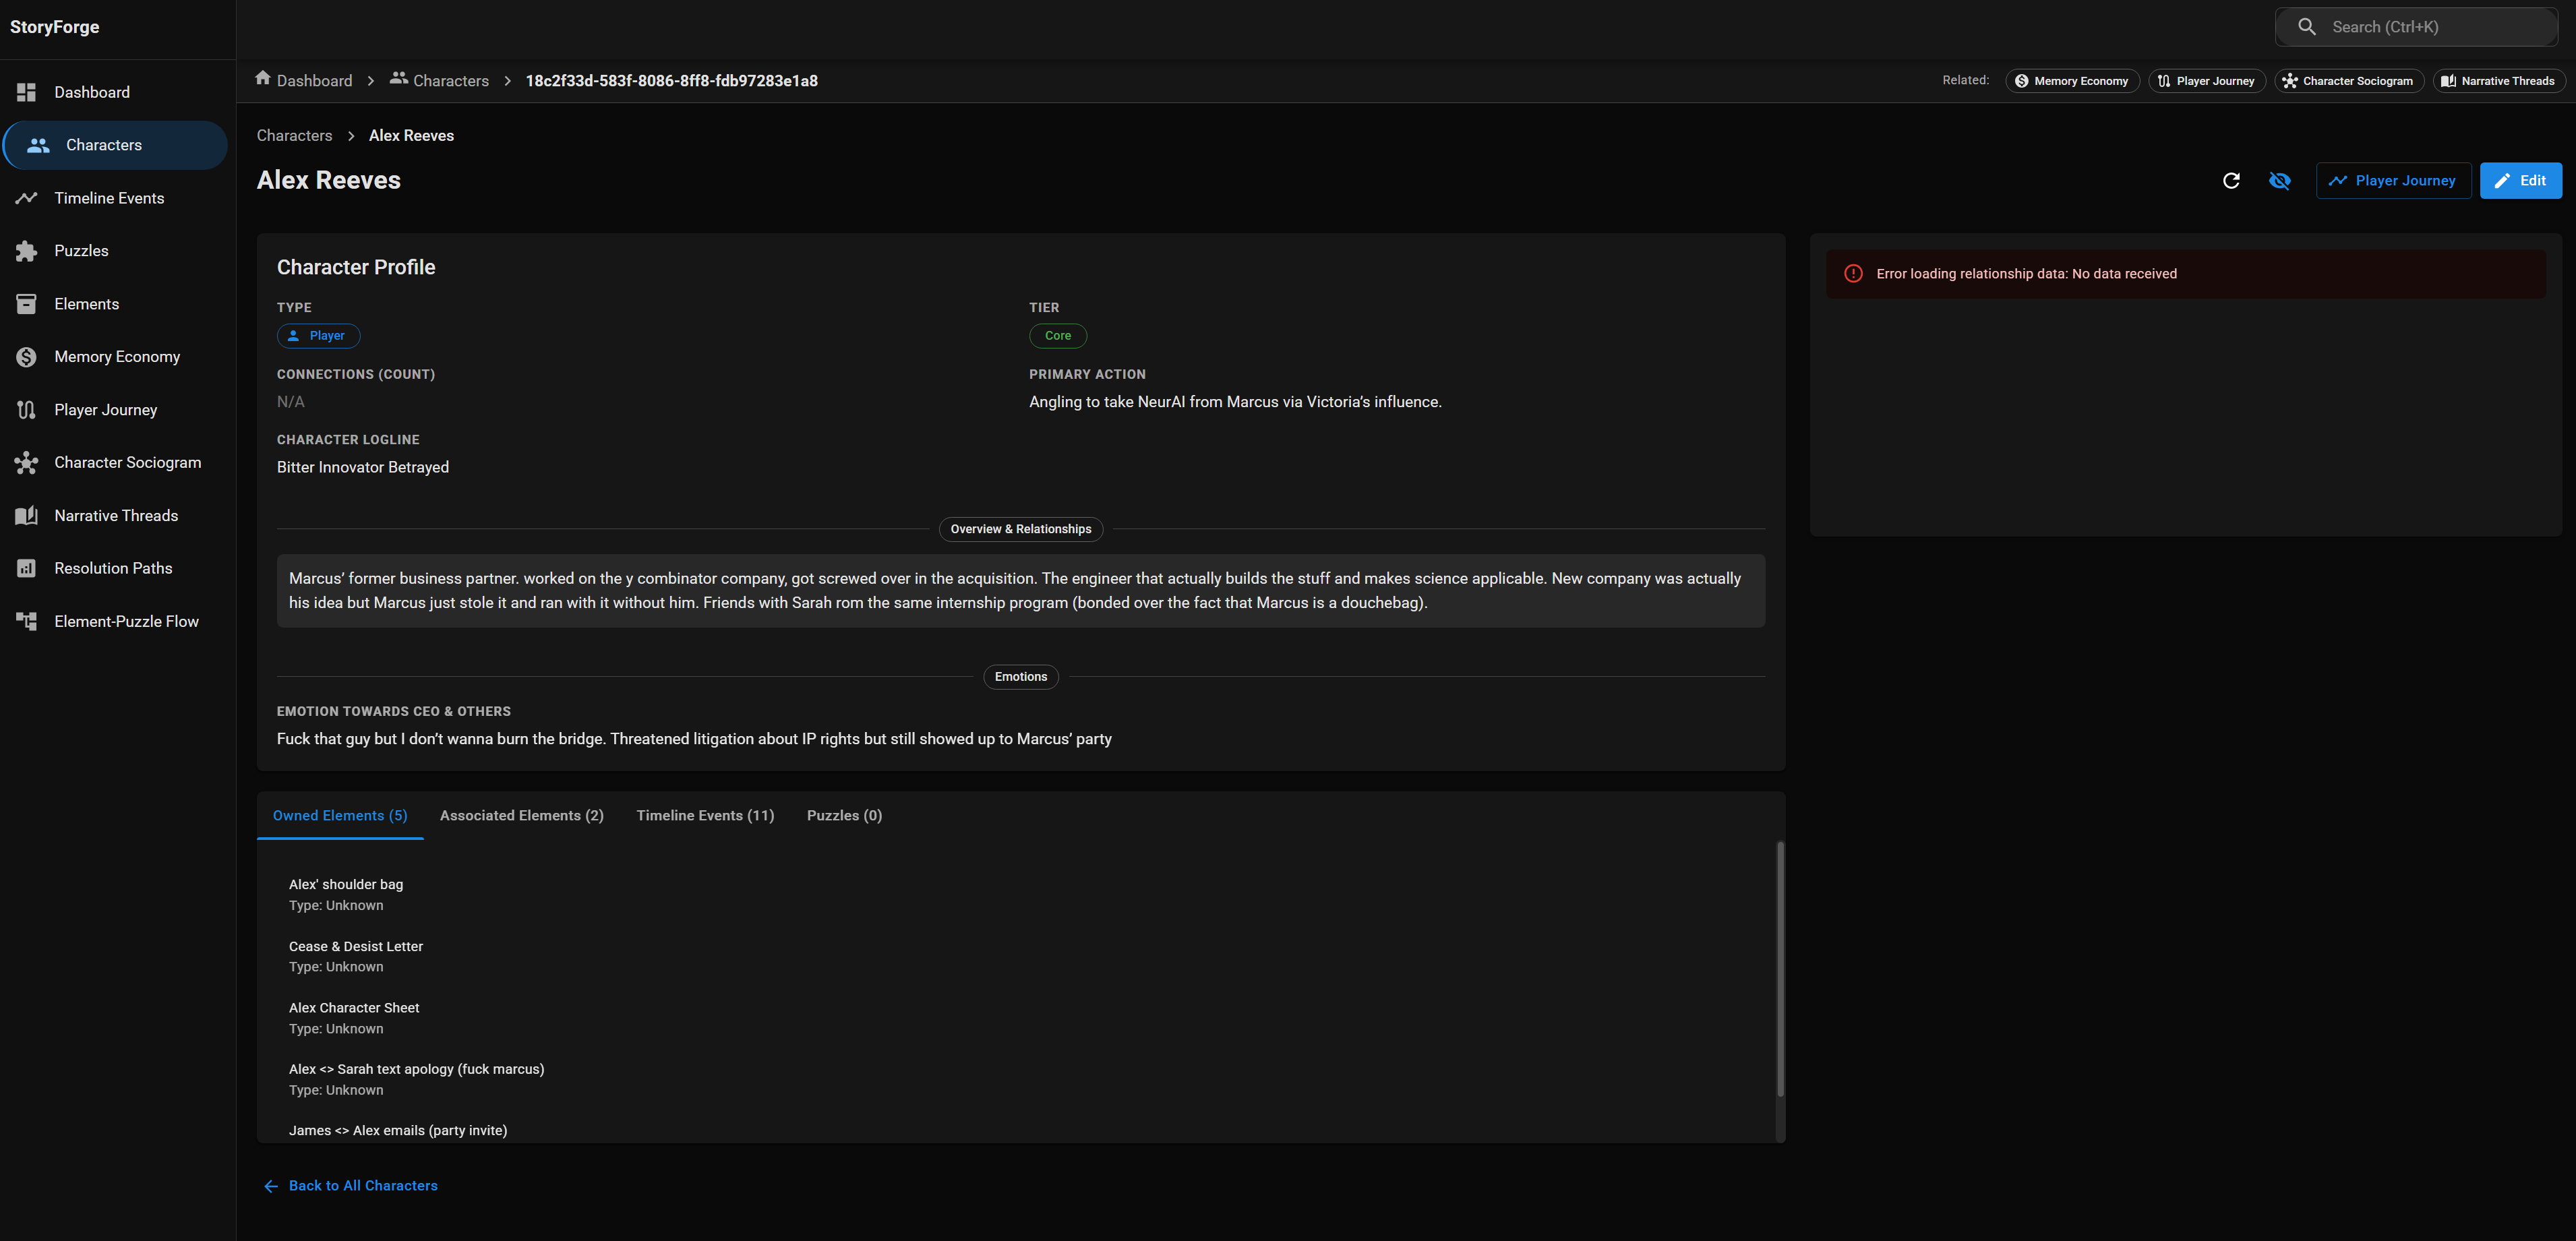 StoryForge
Search (Ctrl+K)
Dashboard
Characters
Timeline Events
Puzzles
Elements
Memory Economy
Player Journey
Character Sociogram
Narrative Threads
Resolution Paths
Element-Puzzle Flow
Dashboard > Characters > 18c2f33d-583f-8086-8ff8-fdb97283e1a8
Related: Memory Economy Player Journey Character Sociogram Narrative Threads
Characters > Alex Reeves
Alex Reeves
Player Journey Edit
Character Profile
TYPE
Player
TIER
Core
CONNECTIONS (COUNT)
N/A
PRIMARY ACTION
Angling to take NeurAI from Marcus via Victoria’s influence.
CHARACTER LOGLINE
Bitter Innovator Betrayed
Overview & Relationships
Marcus’ former business partner. worked on the y combinator company, got screwed over in the acquisition. The engineer that actually builds the stuff and makes science applicable. New company was actually
his idea but Marcus just stole it and ran with it without him. Friends with Sarah rom the same internship program (bonded over the fact that Marcus is a douchebag).
Emotions
EMOTION TOWARDS CEO & OTHERS
Fuck that guy but I don’t wanna burn the bridge. Threatened litigation about IP rights but still showed up to Marcus’ party
Error loading relationship data: No data received
Owned Elements (5) Associated Elements (2) Timeline Events (11) Puzzles (0)
Alex' shoulder bag
Type: Unknown
Cease & Desist Letter
Type: Unknown
Alex Character Sheet
Type: Unknown
Alex <> Sarah text apology (fuck marcus)
Type: Unknown
James <> Alex emails (party invite)
Back to All Characters